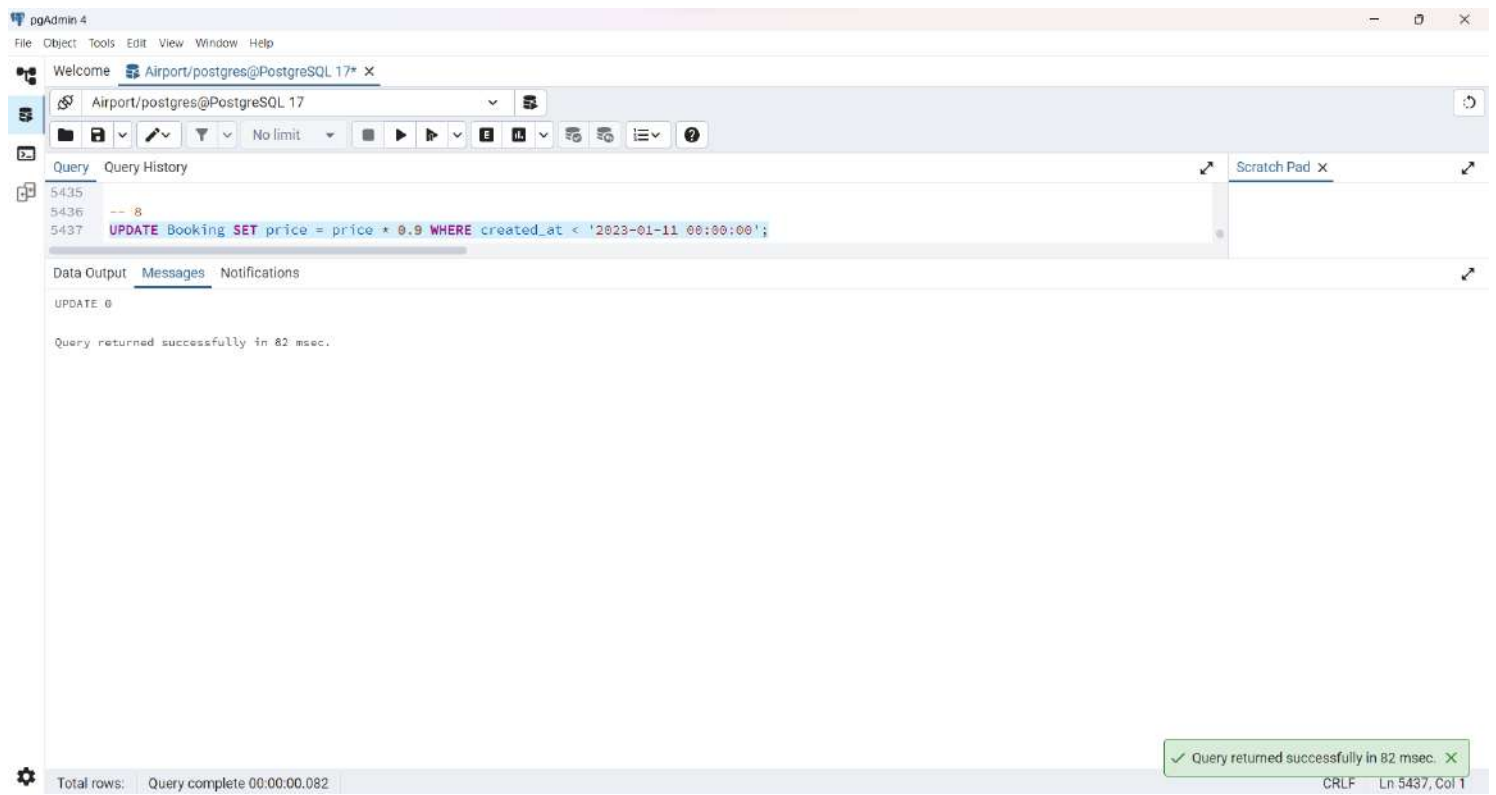 pgAdmin 4
File Object Tools Edit View Window Help
Welcome Airport/postgres@PostgreSQL 17*
Airport/postgres@PostgreSQL 17
No limit
Query Query History
Scratch Pad
5435
5436 -- 8
5437 UPDATE Booking SET price = price * 0.9 WHERE created_at < '2023-01-11 00:00:00';
Data Output Messages Notifications
UPDATE 0
Query returned successfully in 82 msec.
Query returned successfully in 82 msec.
Total rows: Query complete 00:00:00.082 CRLF Ln 5437, Col 1